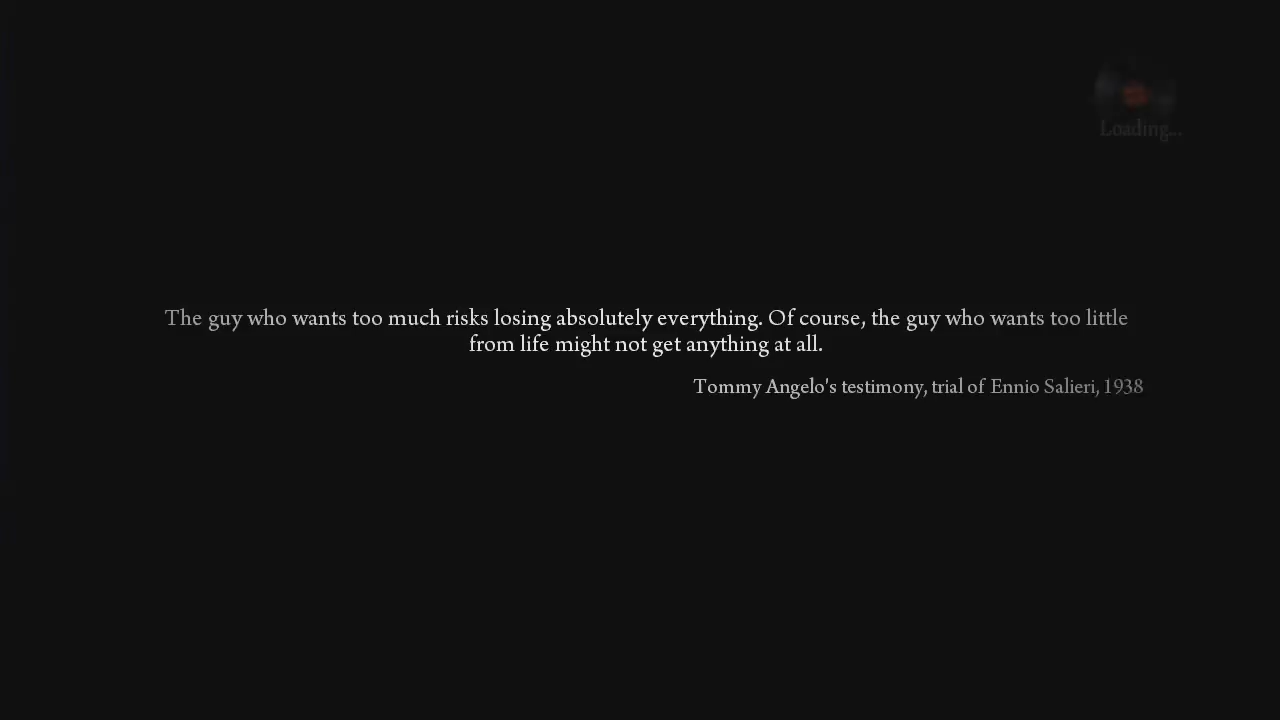 Loading...
The guy who wants too much risks losing absolutely everything. Of course, the guy who wants too little
from life might not get anything at all.
Tommy Angelo's testimony, trial of Ennio Salieri, 1938